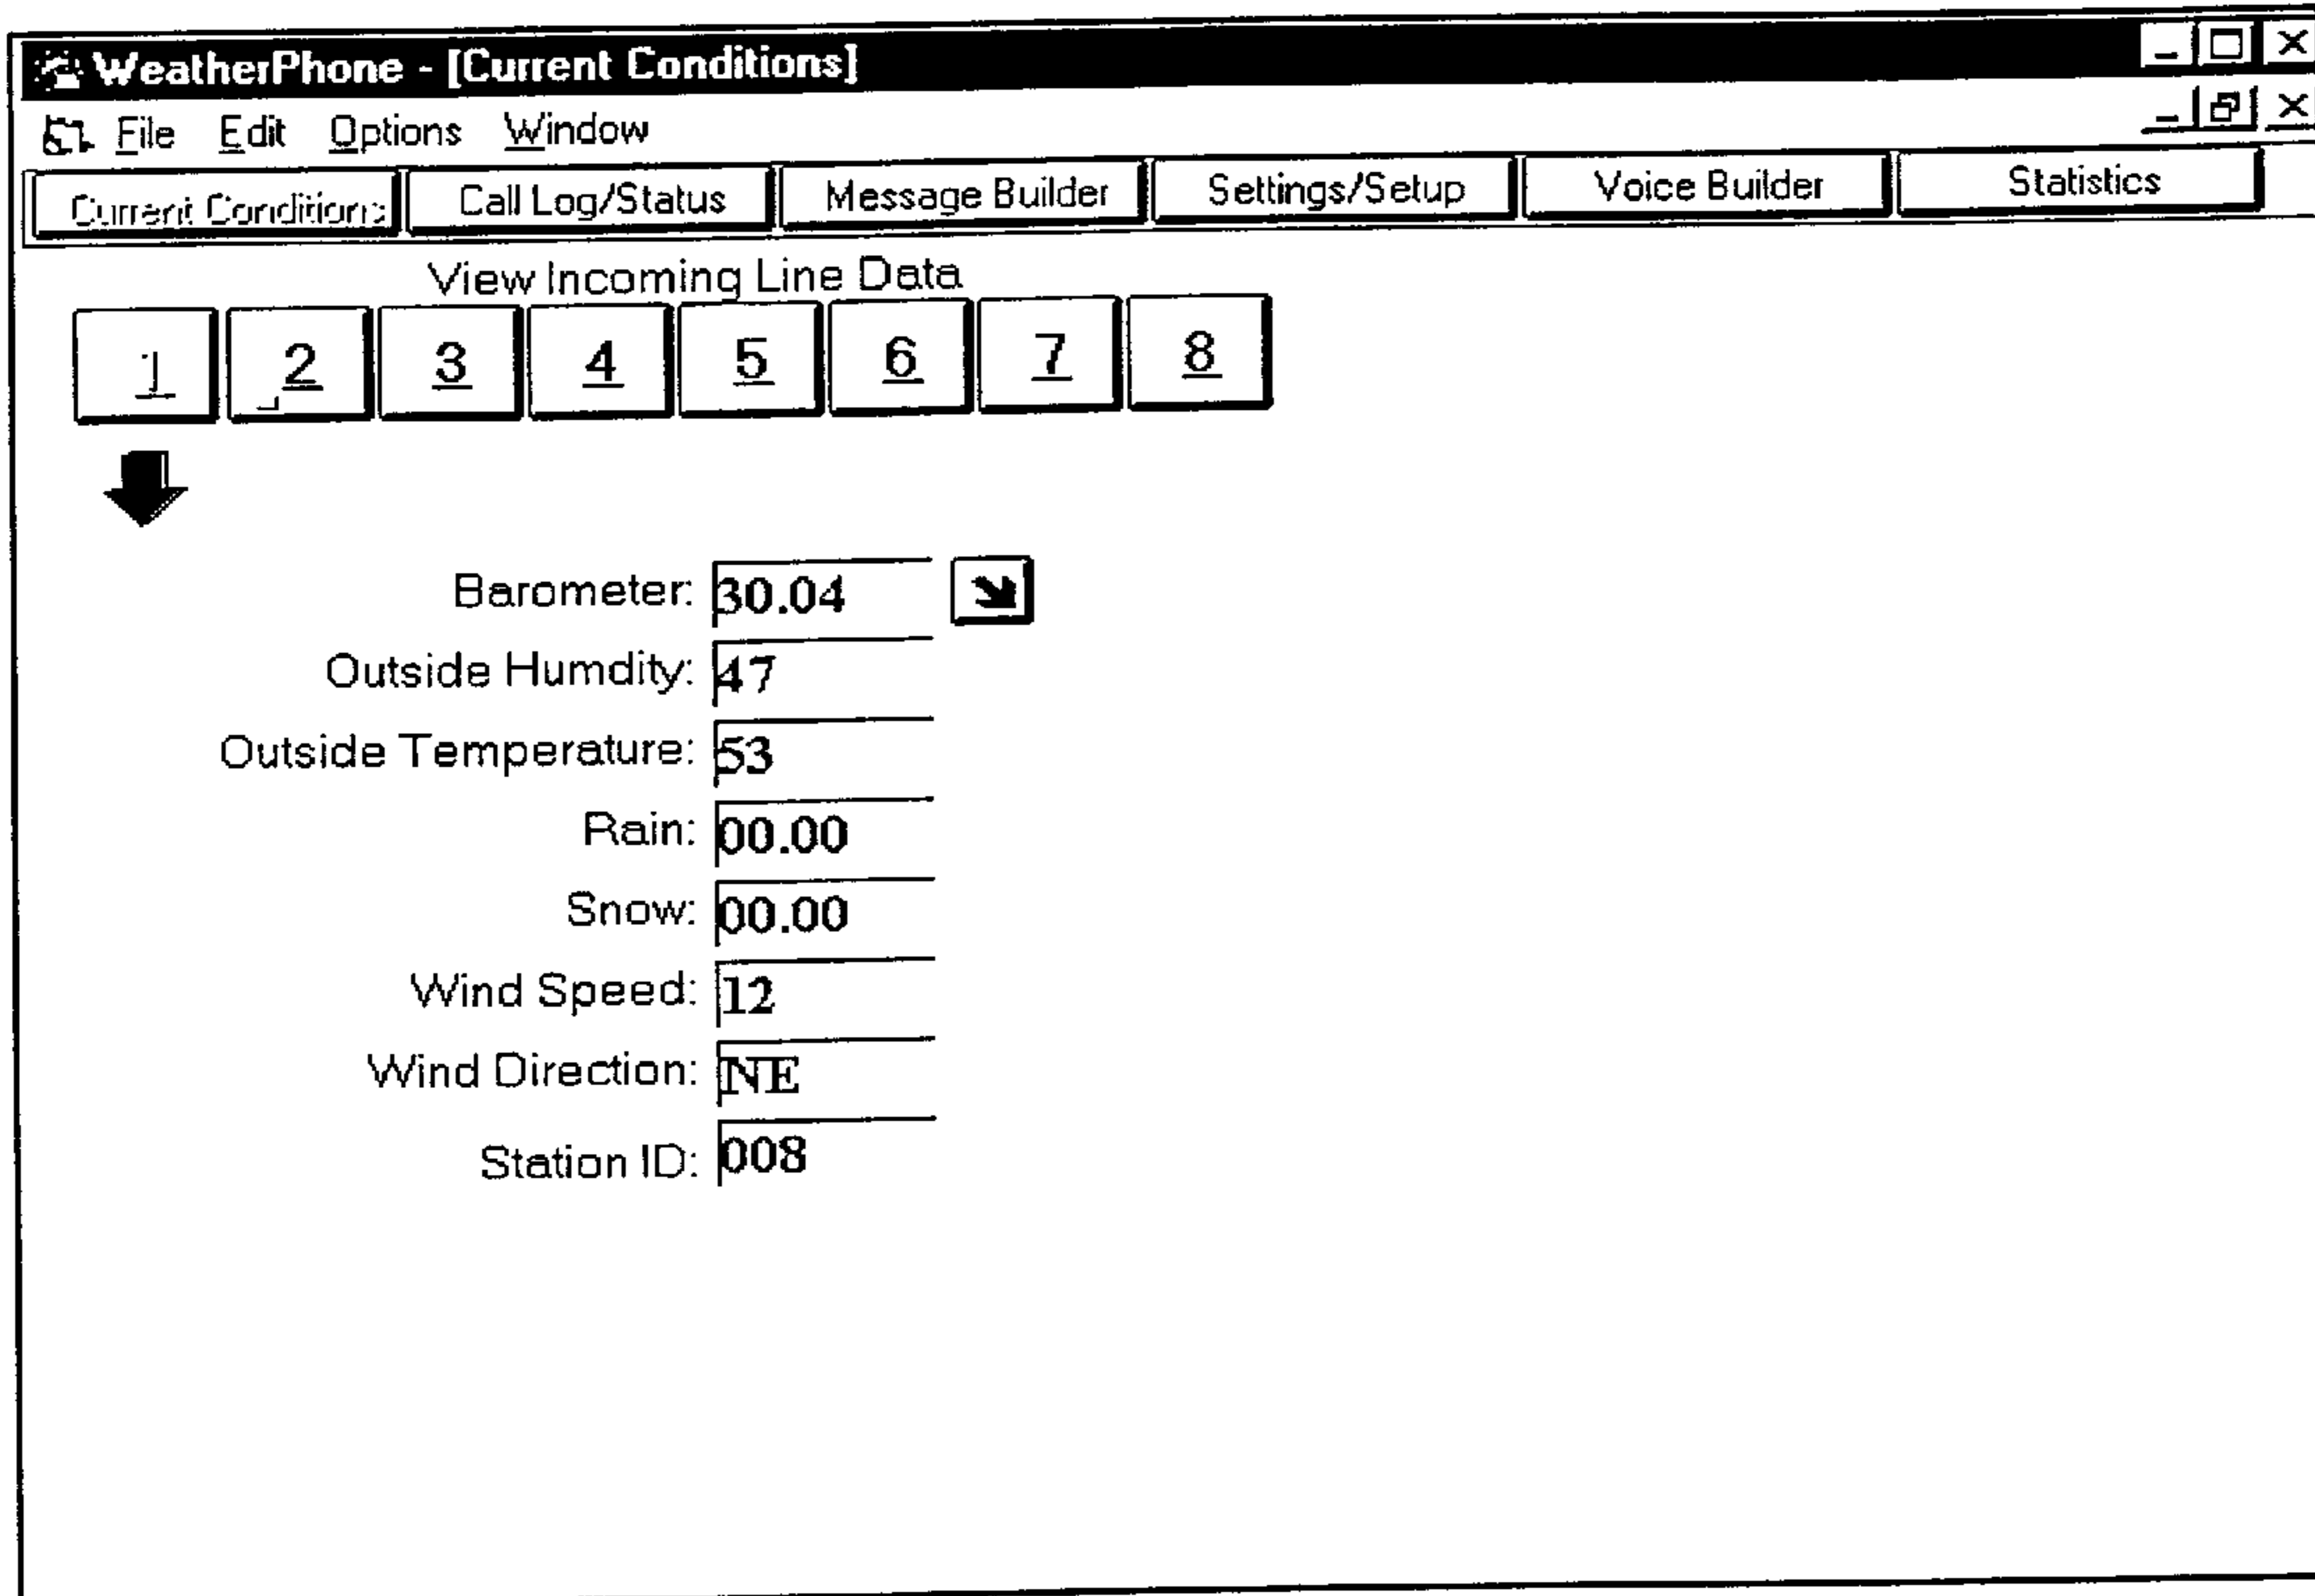 WeatherPhone - [Current Conditions]
File Edit Options Window
Current Conditions Call Log/Status Message Builder Settings/Setup Voice Builder Statistics
View Incoming Line Data
1 2 3 4 5 6 7 8
Barometer: 30.04
Outside Humdity: 47
Outside Temperature: 53
Rain: 00.00
Snow: 00.00
Wind Speed: 12
Wind Direction: NE
Station ID: 008